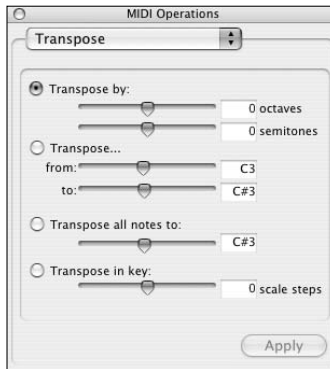 MIDI Operations
Transpose
Transpose by:
0 octaves
0 semitones
Transpose...
from: C3
to: C#3
Transpose all notes to:
C#3
Transpose in key:
0 scale steps
Apply